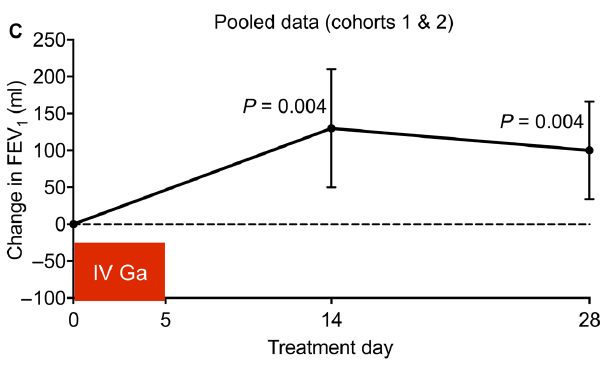 C
Pooled data (cohorts 1 & 2)
Change in FEV1 (ml)
250
200
150
100
50
0
–50
–100
P = 0.004
P = 0.004
IV Ga
0 5 14 28
Treatment day